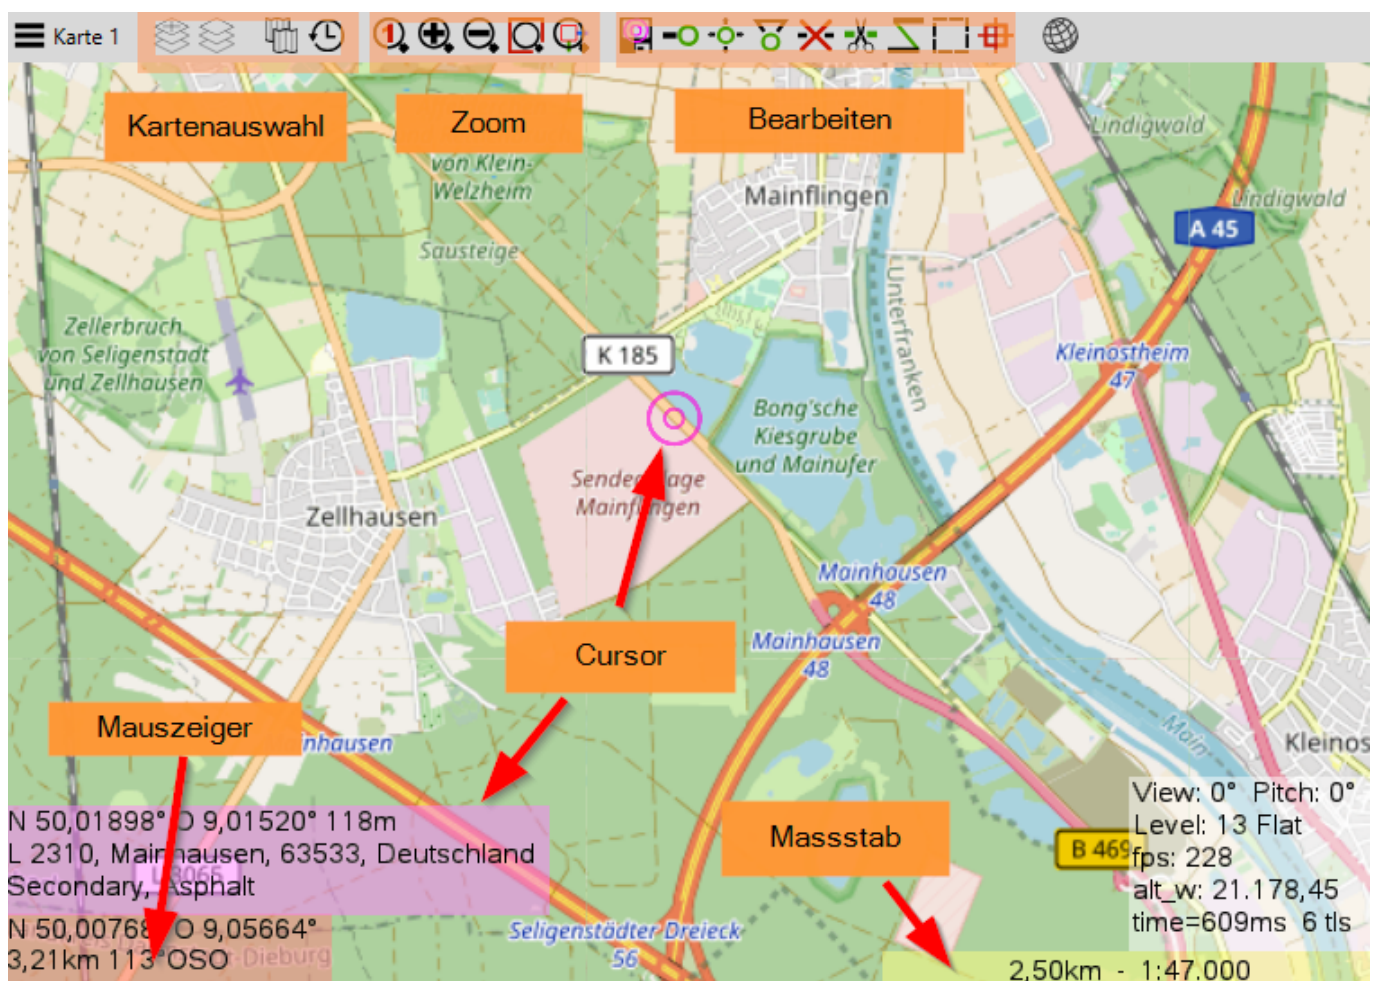 Karte 1
Kartenauswahl
Zoom
Bearbeiten
Lindigwald
von Klein-
Welzheim
Mainflingen
Lindigwald
A 45
Sausteige
Unterfranken
Zellerbruch
von Seligenstadt
und Zellhausen
K 185
Kleinostheim
47
Bong'sche
Kiesgrube
und Mainufer
Mainflingen
Zellhausen
Mainhausen
48
Mainhausen
48
Cursor
Mauszeiger
Main
Kleinos
View: 0° Pitch: 0°
Level: 13 Flat
fps: 228
alt_w: 21.178,45
time=609ms 6 tls
N 50,01898° O 9,01520° 118m
L 2310, Mainhausen, 63533, Deutschland
Secondary, Asphalt
Massstab
B 469
N 50,00768° O 9,05664°
3,21km 113°OSO
Seligenstädter Dreieck
56
2,50km - 1:47.000